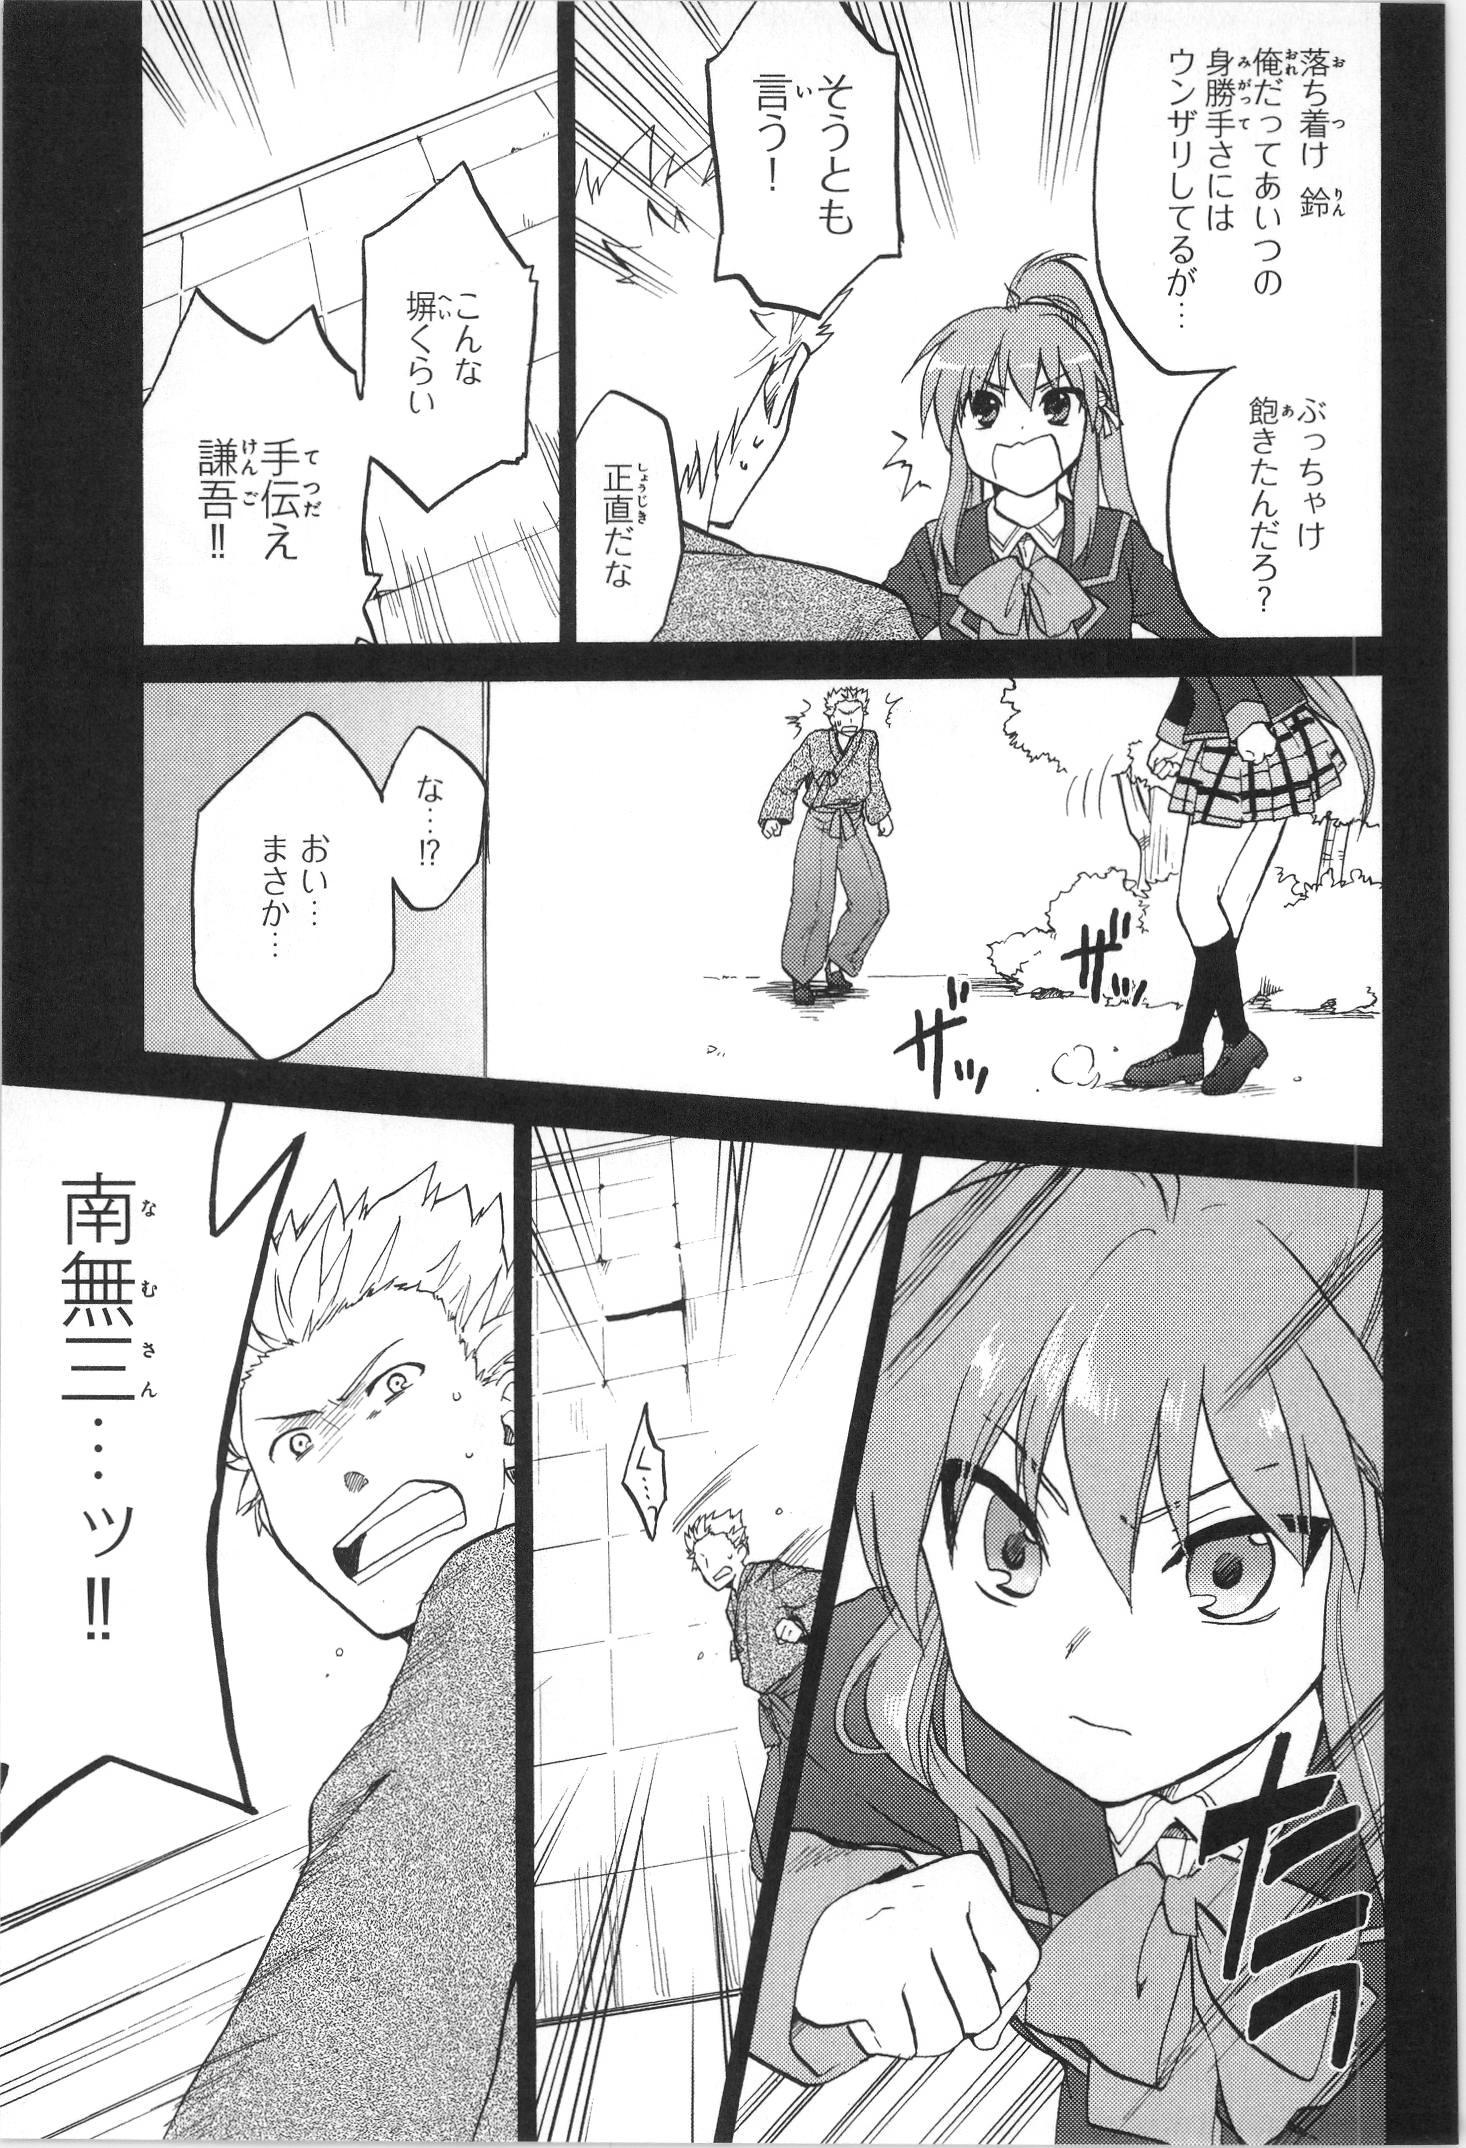 落ち着け 鈴
俺だってあいつの
身勝手さには
ウンザリしてるが…
ぶっちゃけ
飽きたんだろ?
そうとも
言う!
正直だな
こんな
塀くらい
手伝え
謙吾!!
ザッ
ザッ
な…!?
おい…
まさか…
たっ
く…っ
南無三…ッ!!